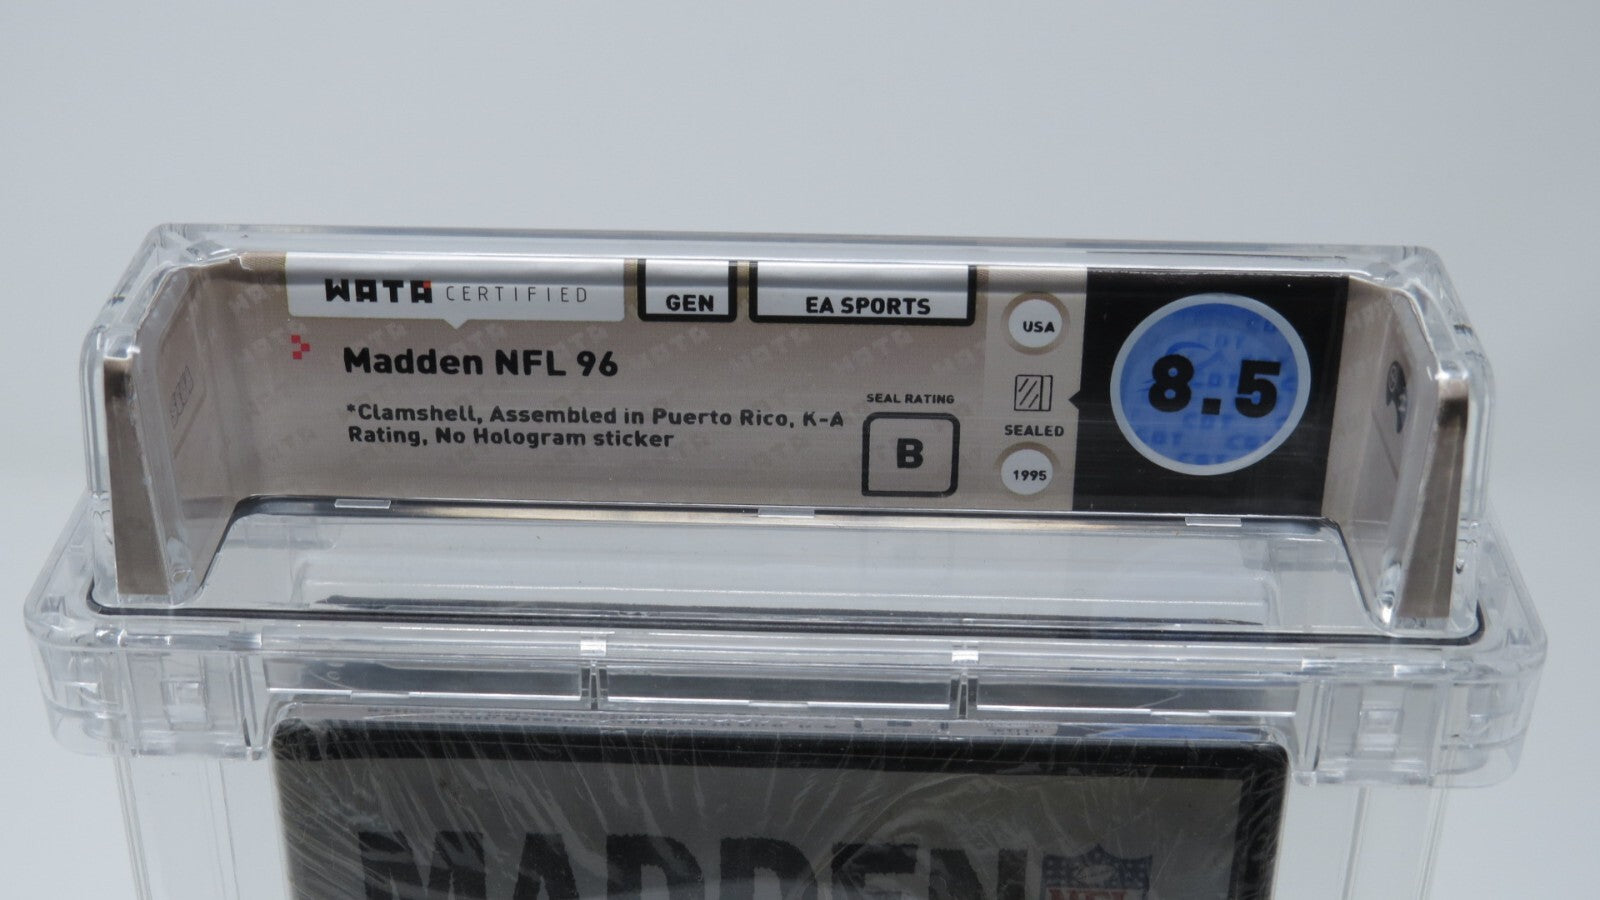 WATA CERTIFIED
GEN
EA SPORTS
Madden NFL 96
*Clamshell, Assembled in Puerto Rico, K-A
Rating, No Hologram sticker
SEAL RATING
B
USA
SEALED
1995
8.5
MADDEN
NFL